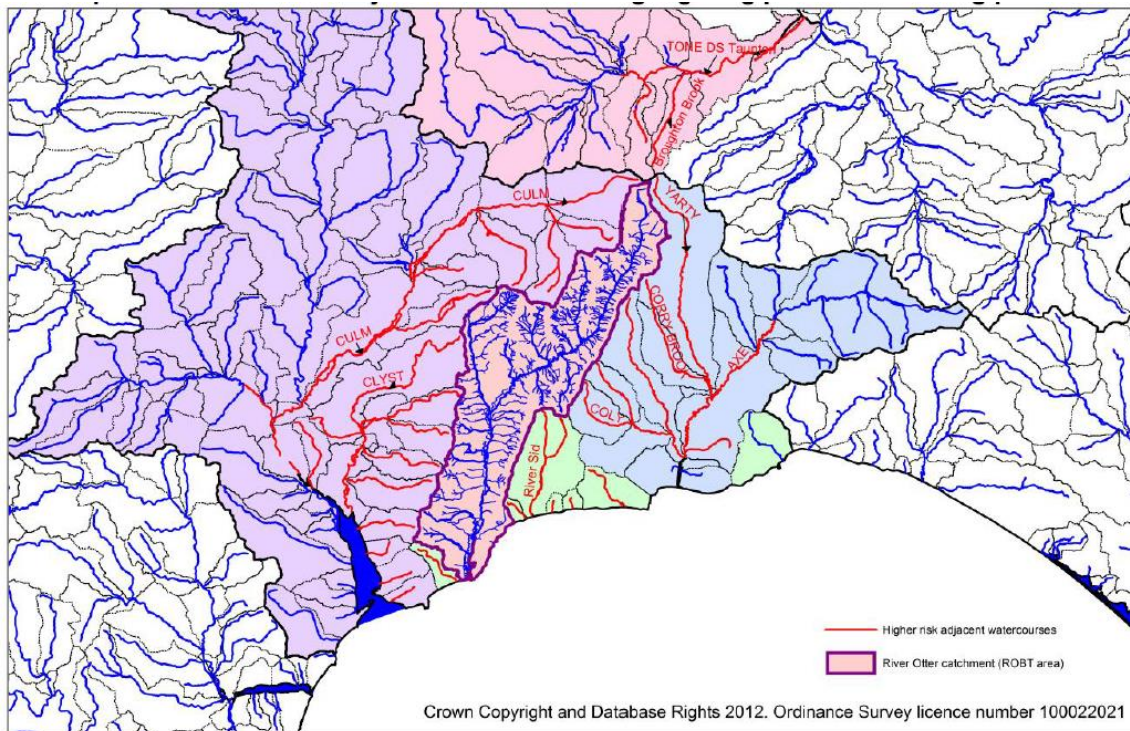 TONE DS Taunton
Broughton Brook
CULM
YARTY
CORRY BROOK
CULM
AXE
CLYST
COLY
River Sid
Higher risk adjacent watercourses
River Otter catchment (ROBT area)
Crown Copyright and Database Rights 2012. Ordinance Survey licence number 100022021